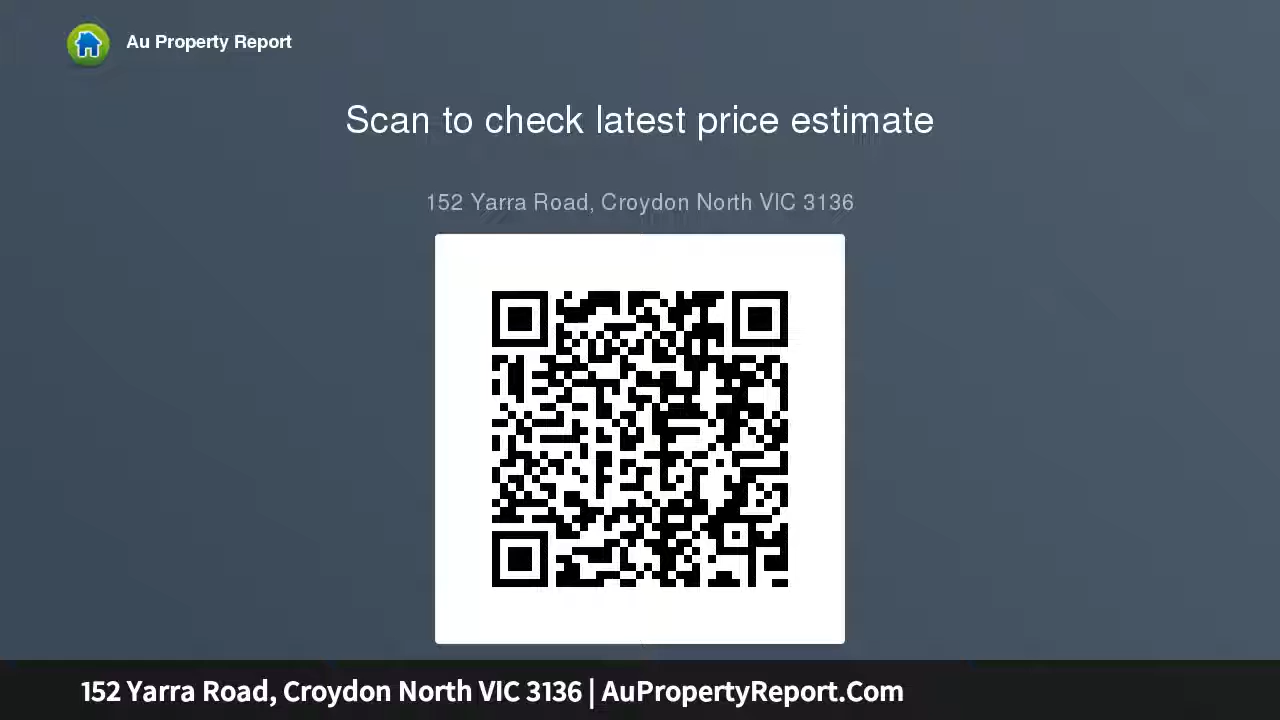 Au Property Report
Scan to check latest price estimate
152 Yarra Road, Croydon North VIC 3136
152 Yarra Road, Croydon North VIC 3136 | AuPropertyReport.Com